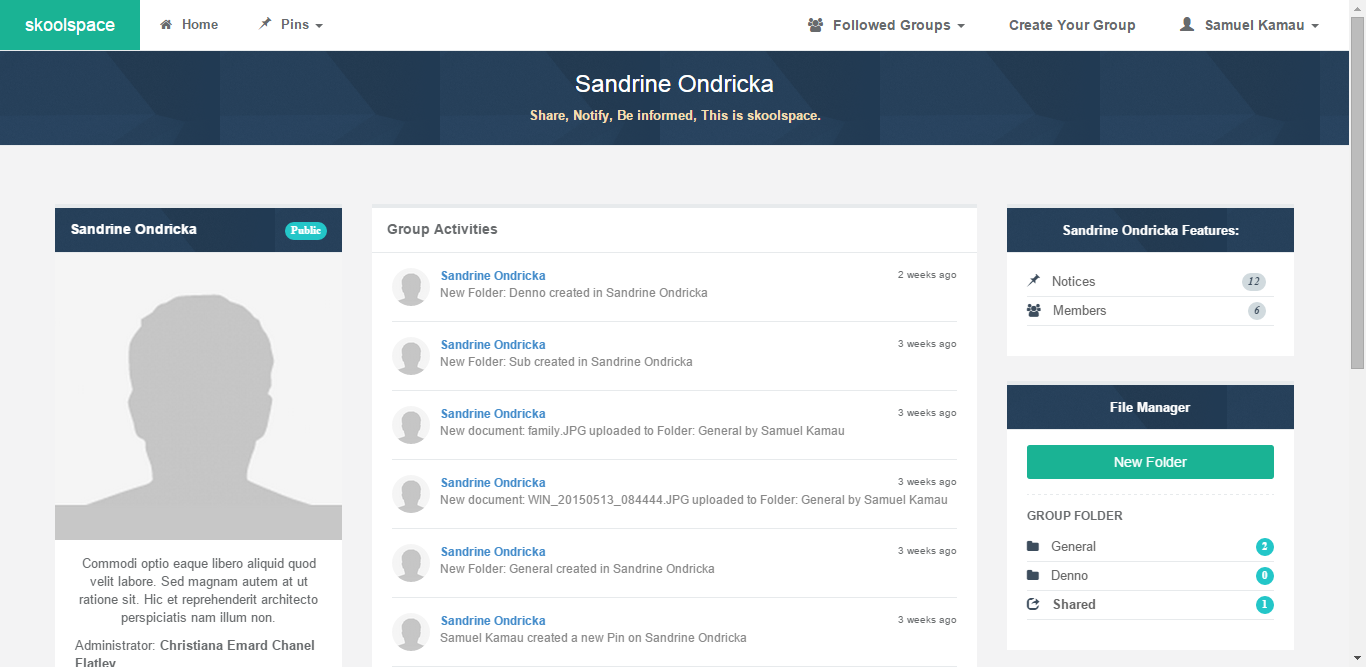 skoolspace
Home
Pins
Followed Groups
Create Your Group
Samuel Kamau
Sandrine Ondricka
Share, Notify, Be informed, This is skoolspace.
Sandrine Ondricka
Public
Commodi optio eaque libero aliquid quod
velit labore. Sed magnam autem at ut
ratione sit. Hic et reprehenderit architecto
perspiciatis nam illum non.
Administrator: Christiana Emard Chanel
Flatley
Group Activities
Sandrine Ondricka
2 weeks ago
New Folder: Denno created in Sandrine Ondricka
Sandrine Ondricka
3 weeks ago
New Folder: Sub created in Sandrine Ondricka
Sandrine Ondricka
3 weeks ago
New document: family.JPG uploaded to Folder: General by Samuel Kamau
Sandrine Ondricka
3 weeks ago
New document: WIN_20150513_084444.JPG uploaded to Folder: General by Samuel Kamau
Sandrine Ondricka
3 weeks ago
New Folder: General created in Sandrine Ondricka
Sandrine Ondricka
3 weeks ago
Samuel Kamau created a new Pin on Sandrine Ondricka
Sandrine Ondricka Features:
Notices 12
Members 6
File Manager
New Folder
GROUP FOLDER
General 2
Denno 0
Shared 1